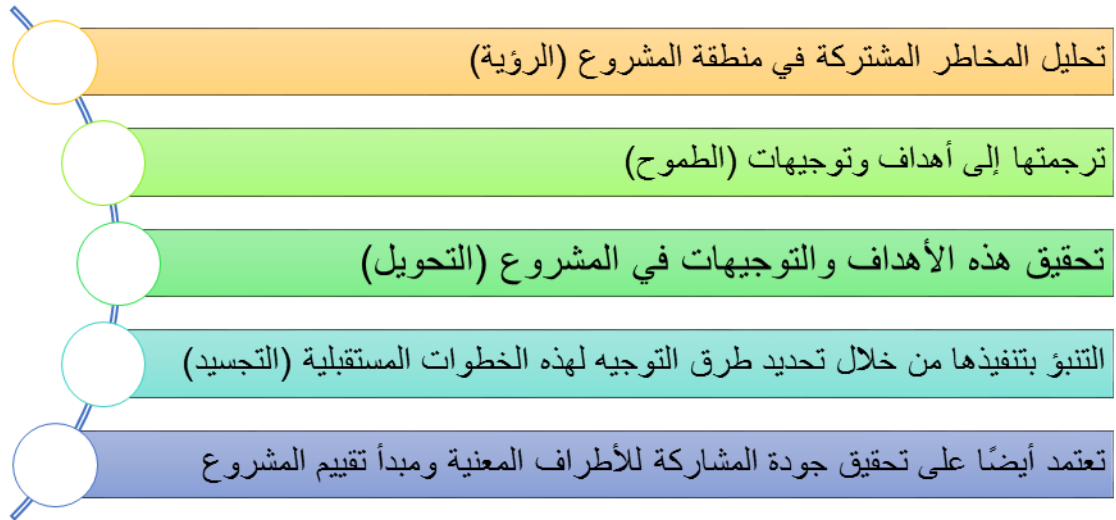 تحليل المخاطر المشتركة في منطقة المشروع (الرؤية)
ترجمتها إلى أهداف وتوجيهات (الطموح)
تحقيق هذه الأهداف والتوجيهات في المشروع (التحويل)
التنبؤ بتنفيذها من خلال تحديد طرق التوجيه لهذه الخطوات المستقبلية (التجسيد)
تعتمد أيضًا على تحقيق جودة المشاركة للأطراف المعنية ومبدأ تقييم المشروع